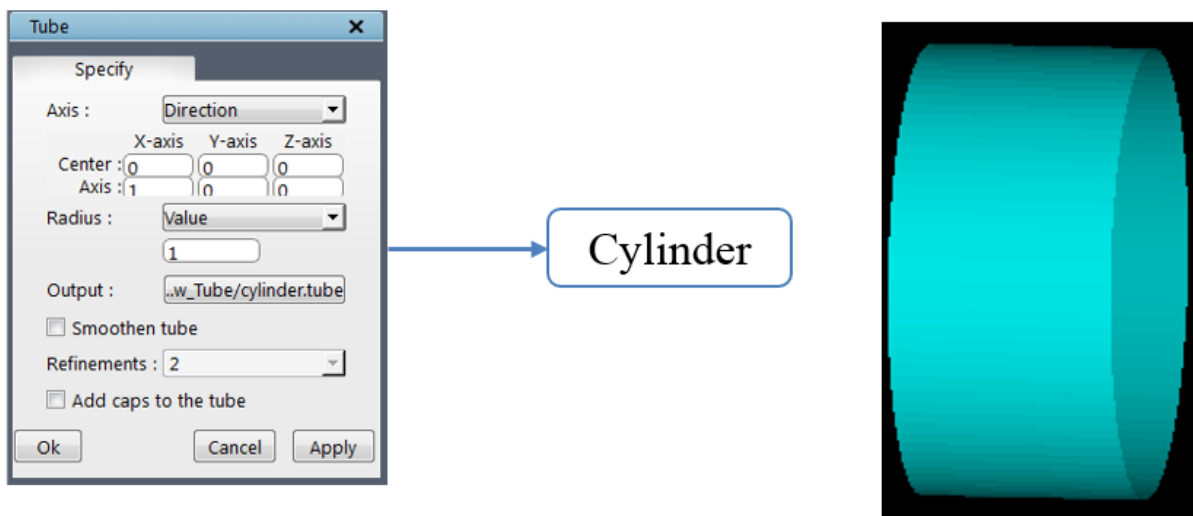 Tube
Specify
Axis : Direction
X-axis Y-axis Z-axis
Center : 0 0 0
Axis : 1 0 0
Radius : Value
1
Output : ..w_Tube/cylinder.tube
Smoothen tube
Refinements : 2
Add caps to the tube
Ok Cancel Apply
Cylinder